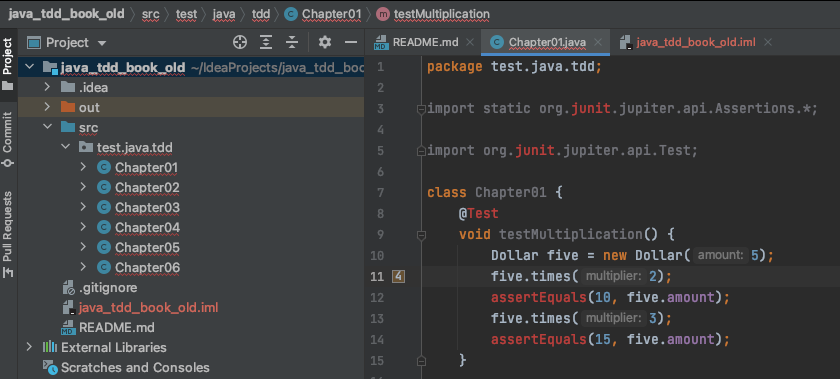 java_tdd_book_old src test java tdd Chapter01 testMultiplication
Project
README.md Chapter01.java java_tdd_book_old.iml
Project
Commit
Pull Requests
java_tdd_book_old ~/IdeaProjects/java_tdd_boo
.idea
out
src
test.java.tdd
Chapter01
Chapter02
Chapter03
Chapter04
Chapter05
Chapter06
.gitignore
java_tdd_book_old.iml
README.md
External Libraries
Scratches and Consoles
1 package test.java.tdd;
2
3 import static org.junit.jupiter.api.Assertions.*;
4
5 import org.junit.jupiter.api.Test;
6
7 class Chapter01 {
8 @Test
9 void testMultiplication() {
10 Dollar five = new Dollar( amount: 5);
11 4 five.times( multiplier: 2);
12 assertEquals(10, five.amount);
13 five.times( multiplier: 3);
14 assertEquals(15, five.amount);
15 }